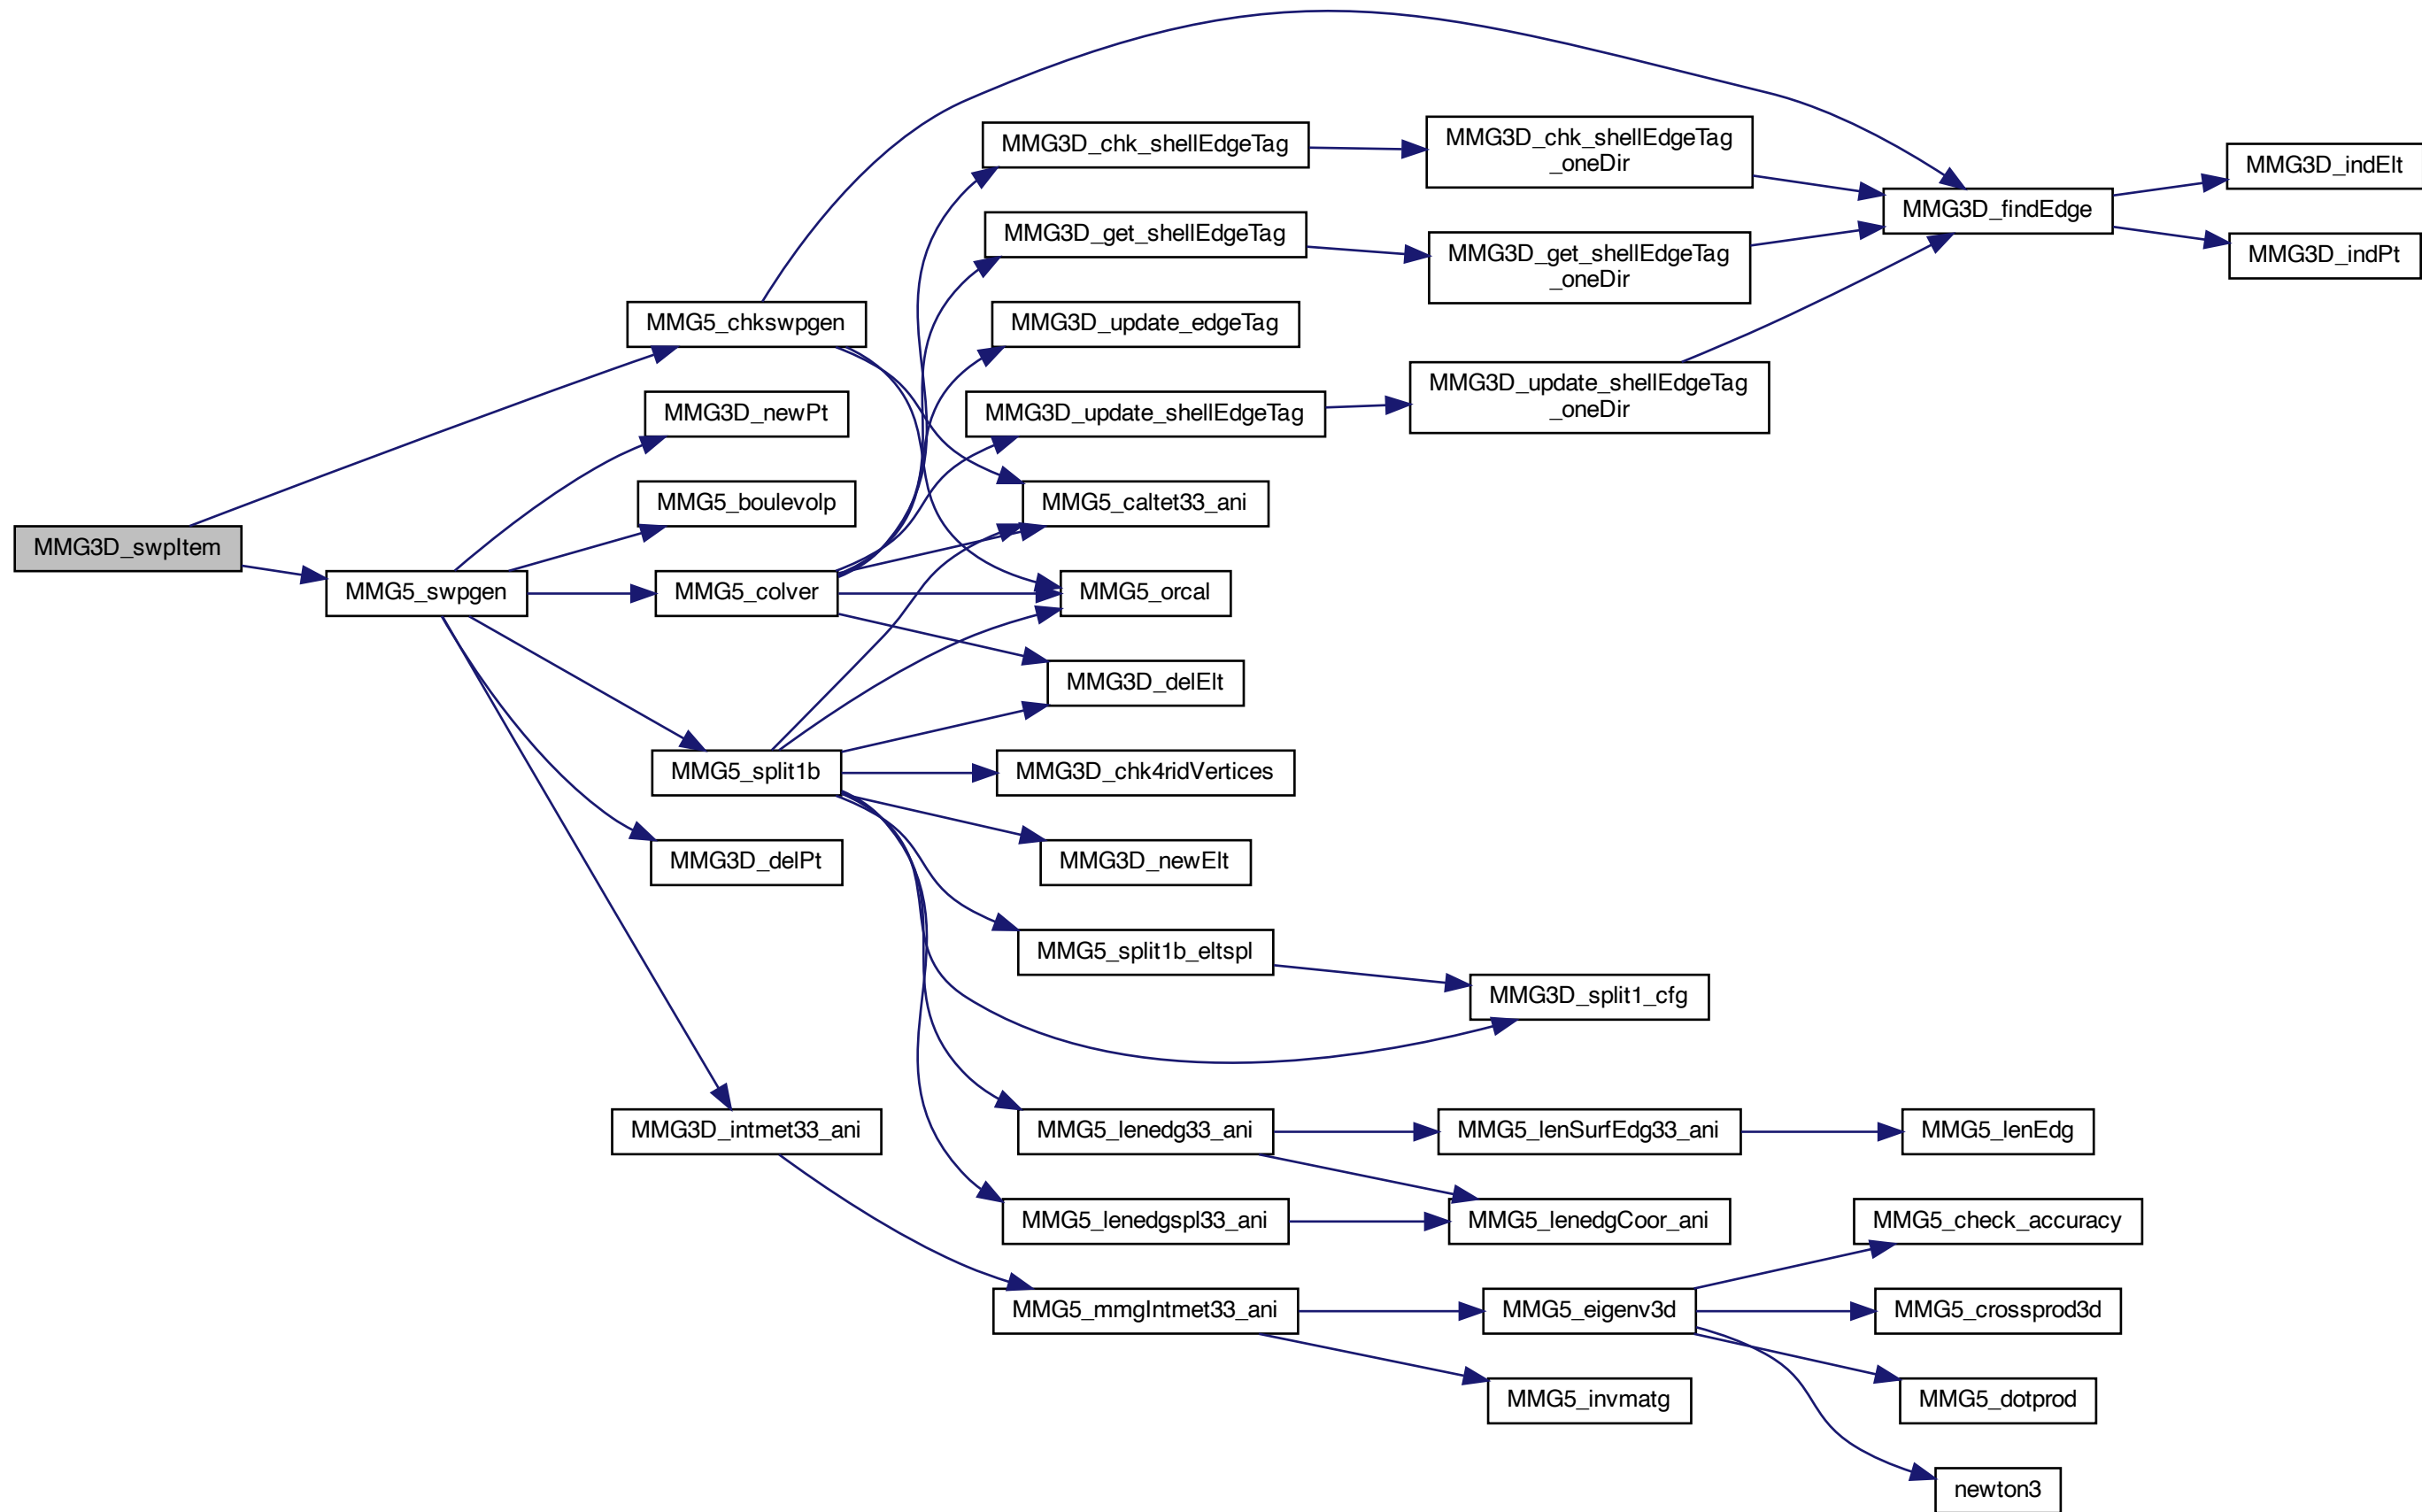 MMG3D_swpItem
MMG5_chkswpgen
MMG5_swpgen
MMG3D_newPt
MMG5_boulevolp
MMG5_colver
MMG5_split1b
MMG3D_delPt
MMG3D_intmet33_ani
MMG3D_chk_shellEdgeTag
MMG3D_get_shellEdgeTag
MMG3D_update_edgeTag
MMG3D_update_shellEdgeTag
MMG5_caltet33_ani
MMG5_orcal
MMG3D_delElt
MMG3D_chk4ridVertices
MMG3D_newElt
MMG5_split1b_eltspl
MMG5_lenedg33_ani
MMG5_lenedgspl33_ani
MMG5_mmgIntmet33_ani
MMG3D_chk_shellEdgeTag
_oneDir
MMG3D_get_shellEdgeTag
_oneDir
MMG3D_update_shellEdgeTag
_oneDir
MMG3D_split1_cfg
MMG5_lenSurfEdg33_ani
MMG5_lenedgCoor_ani
MMG5_eigenv3d
MMG5_invmatg
MMG3D_findEdge
MMG5_lenEdg
MMG5_check_accuracy
MMG5_crossprod3d
MMG5_dotprod
newton3
MMG3D_indElt
MMG3D_indPt